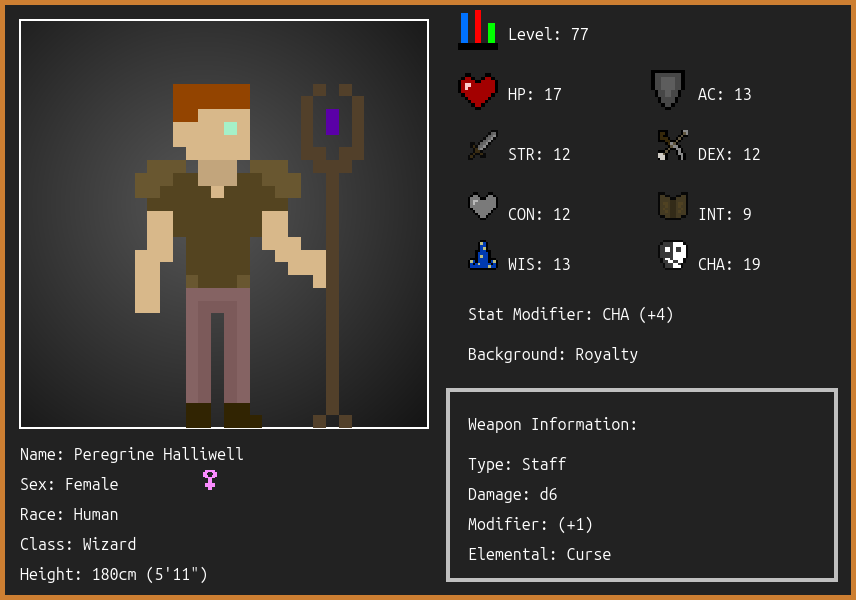 Level: 77
HP: 17
AC: 13
STR: 12
DEX: 12
CON: 12
INT: 9
WIS: 13
CHA: 19
Stat Modifier: CHA (+4)
Background: Royalty
Weapon Information:
Type: Staff
Damage: d6
Modifier: (+1)
Elemental: Curse
Name: Peregrine Halliwell
Sex: Female
Race: Human
Class: Wizard
Height: 180cm (5'11")